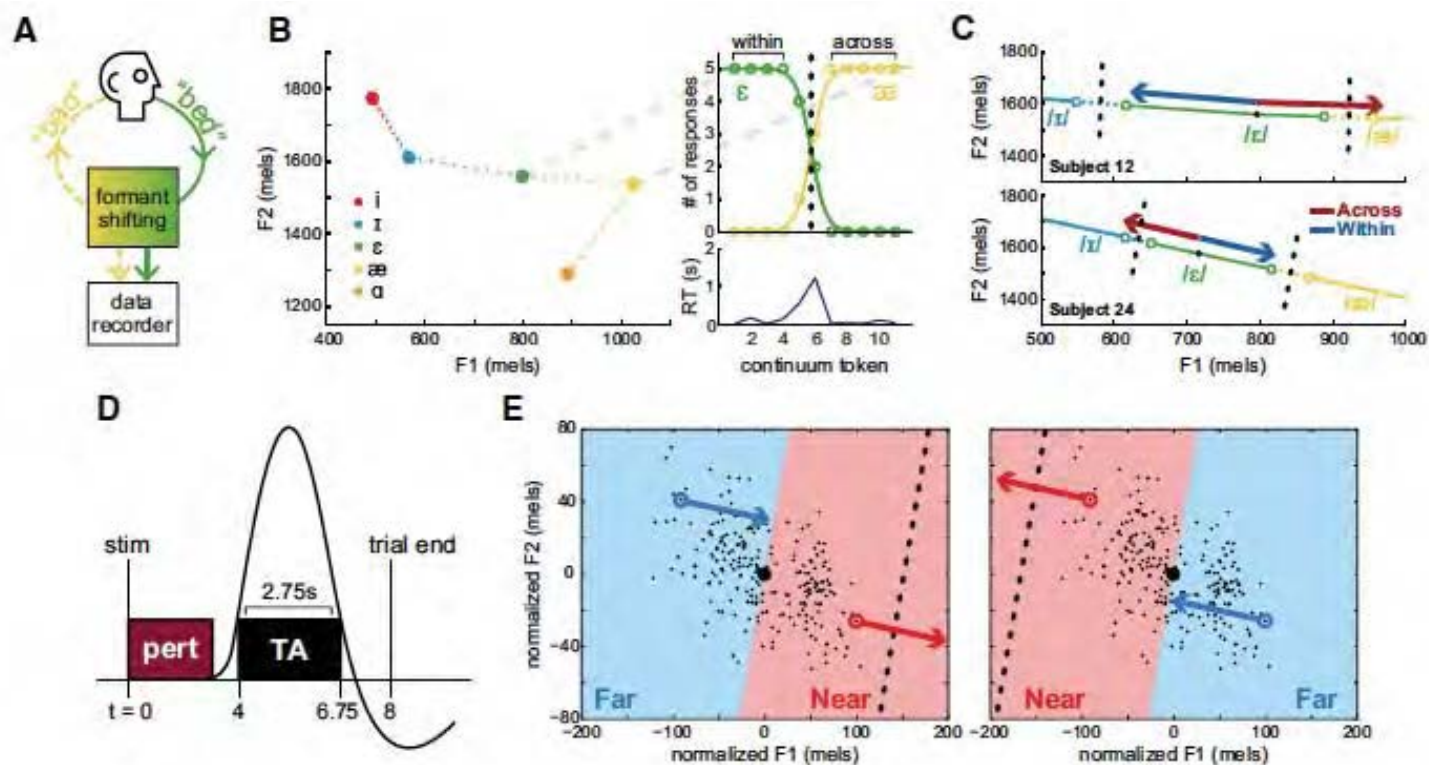 A
"bad"
"bed"
formant
shifting
data
recorder
B
F2 (mels)
1800
1600
1400
1200
i
ɪ
ɛ
æ
ɑ
400
600
800
1000
F1 (mels)
within
across
# of responses
5
4
3
2
1
0
ɛ
æ
RT (s)
2
1
0
2
4
6
8
10
continuum token
C
F2 (mels)
1800
1600
1400
/ɪ/
/ɛ/
/æ/
Subject 12
F2 (mels)
1800
1600
1400
/ɪ/
/ɛ/
/æ/
Across
Within
Subject 24
500
600
700
800
900
1000
F1 (mels)
D
stim
trial end
2.75s
pert
TA
t = 0
4
6.75
8
E
normalized F2 (mels)
80
40
0
−40
−80
Far
Near
−200
−100
0
100
200
normalized F1 (mels)
Near
Far
−200
−100
0
100
200
normalized F1 (mels)